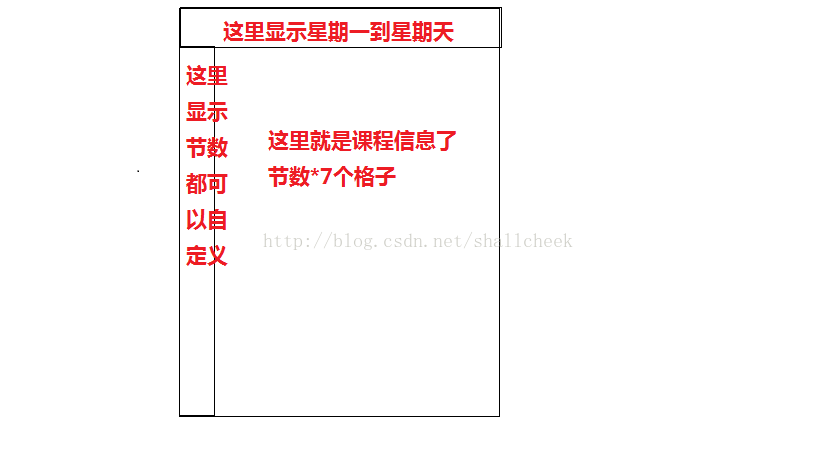 这里显示星期一到星期天
这里
显示
节数
都可
以自
定义
这里就是课程信息了
节数*7个格子
http://blog.csdn.net/shallcheek